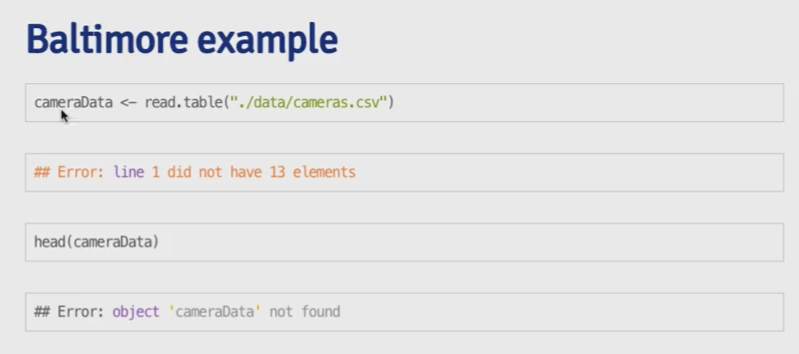 Baltimore example
cameraData <- read.table("./data/cameras.csv")
## Error: line 1 did not have 13 elements
head(cameraData)
## Error: object 'cameraData' not found